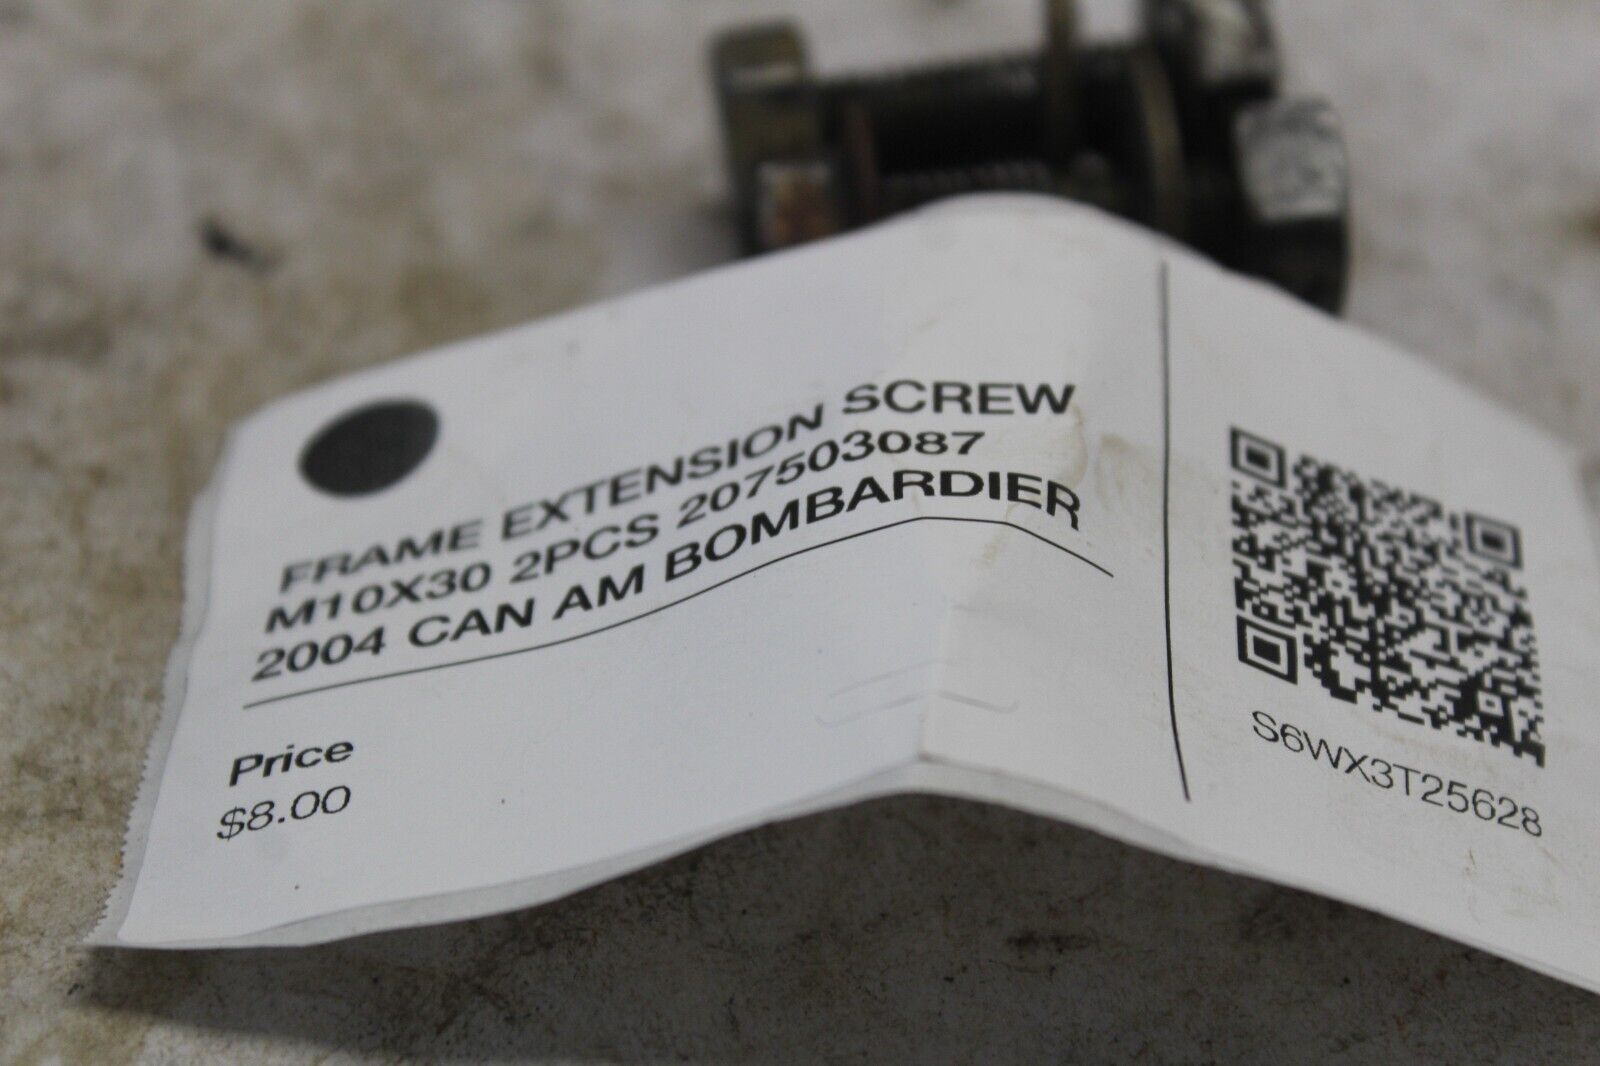 FRAME EXTENSION SCREW
M10X30 2PCS 207503087
2004 CAN AM BOMBARDIER
Price
$8.00
S6WX3T25628